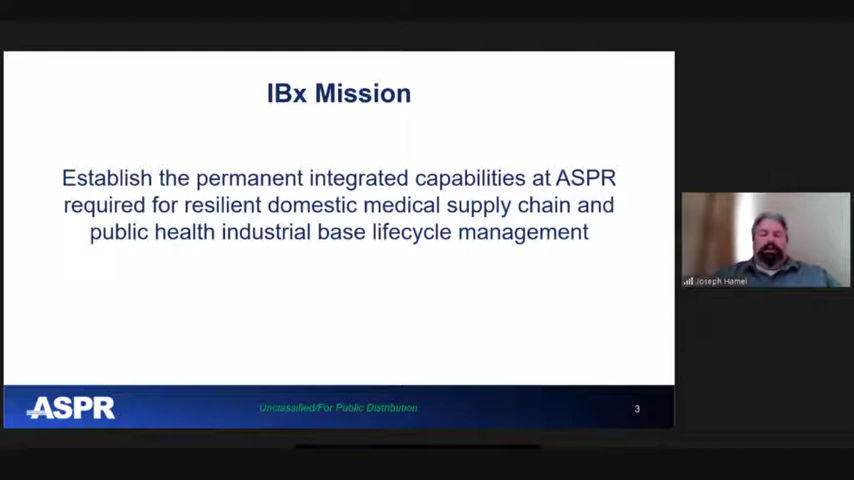 IBx Mission
Establish the permanent integrated capabilities at ASPR
required for resilient domestic medical supply chain and
public health industrial base lifecycle management
Joseph Hamel
ASPR
Unclassified/For Public Distribution
3